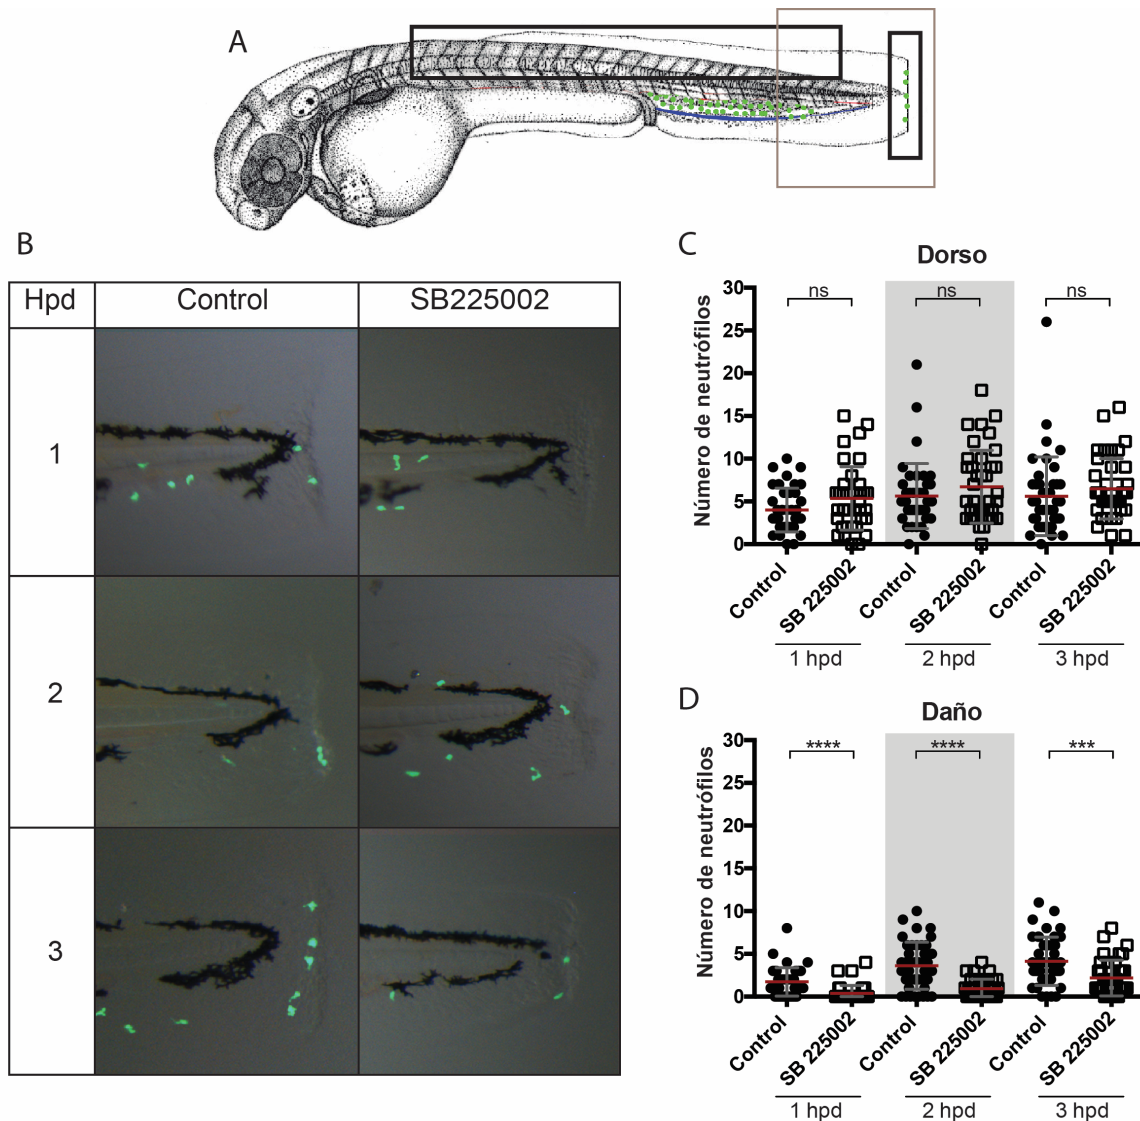 A
B
Hpd Control SB225002
1
2
3
C
Dorso
Número de neutrófilos
30
25
20
15
10
5
0
ns ns ns
Control SB 225002 Control SB 225002 Control SB 225002
1 hpd 2 hpd 3 hpd
D
Daño
Número de neutrófilos
30
25
20
15
10
5
0
**** **** ***
Control SB 225002 Control SB 225002 Control SB 225002
1 hpd 2 hpd 3 hpd